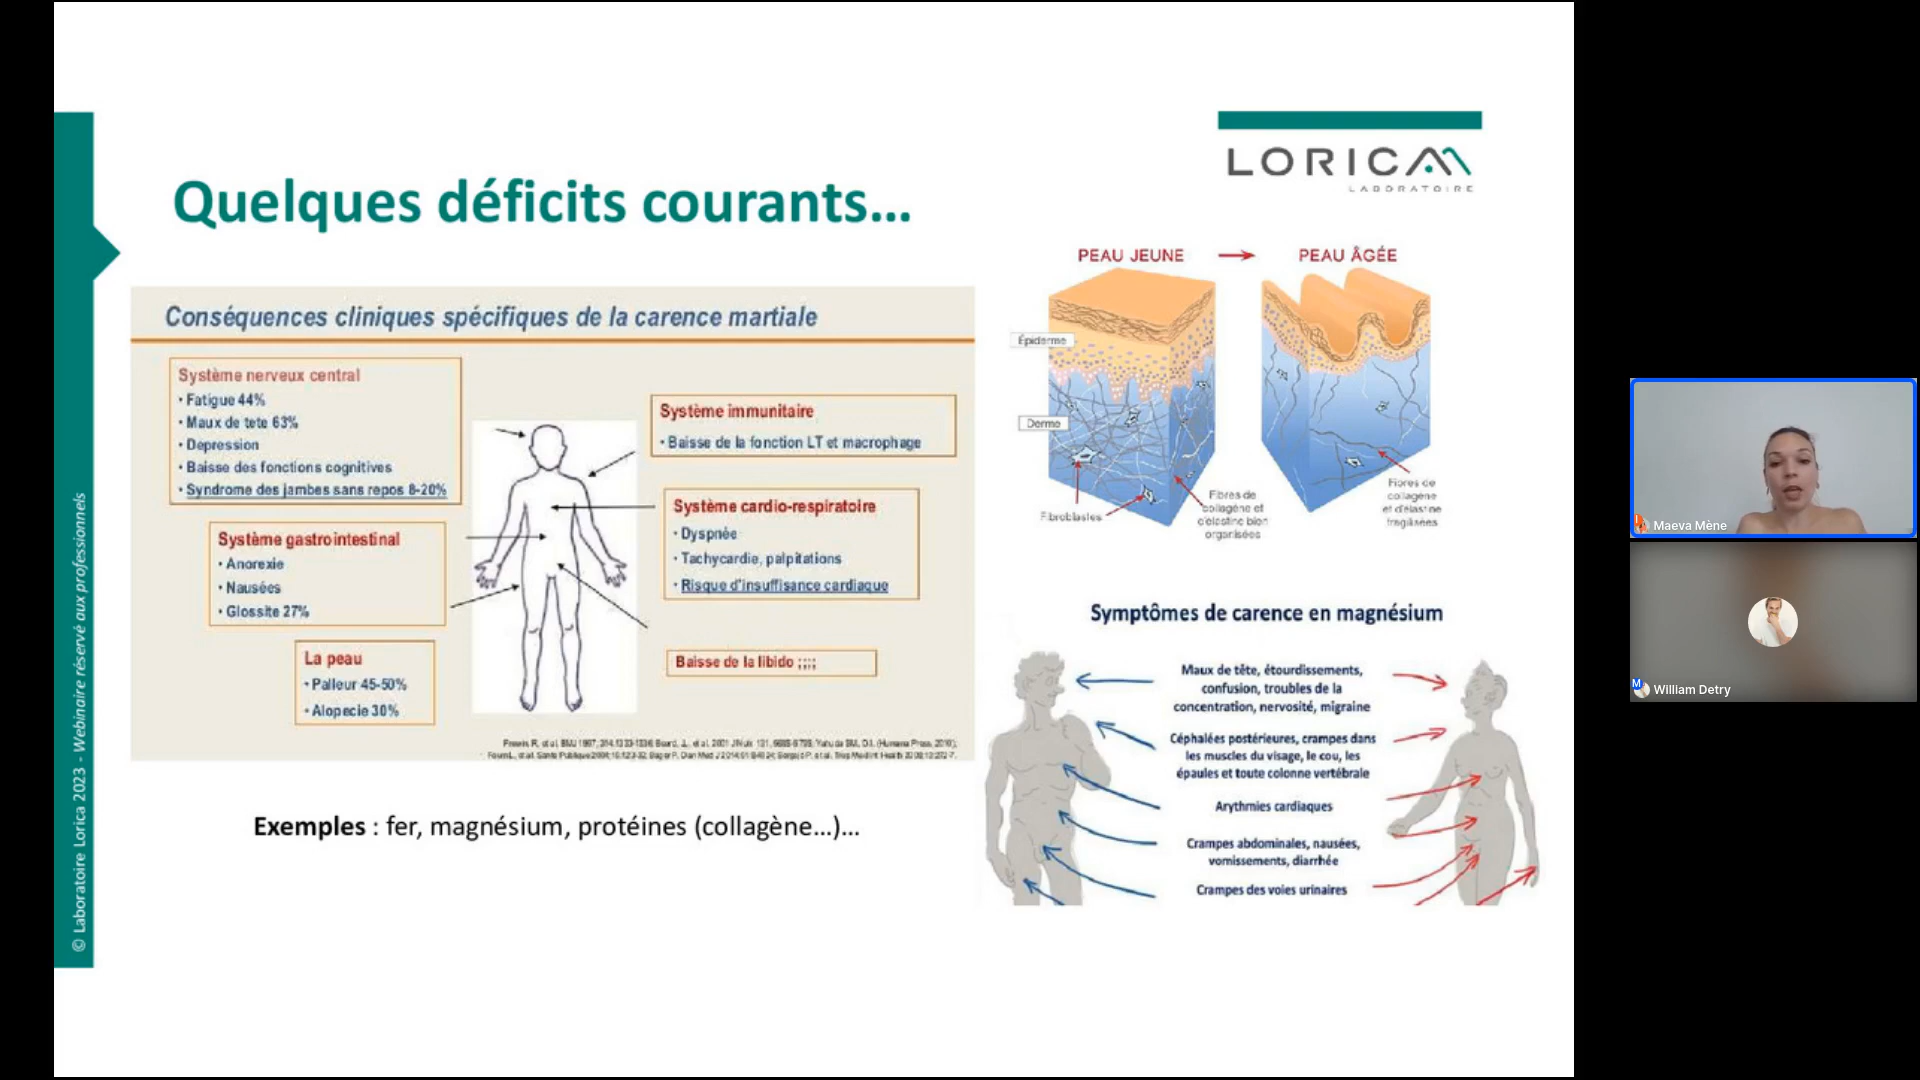 LORICA
LABORATOIRE
Quelques déficits courants...
Conséquences cliniques spécifiques de la carence martiale
Système nerveux central
• Fatigue 44%
• Maux de tete 63%
• Depression
• Baisse des fonctions cognitives
• Syndrome des jambes sans repos 8-20%
Système gastrointestinal
• Anorexie
• Nausées
• Glossite 27%
La peau
• Palleur 45-50%
• Alopecie 30%
Système immunitaire
• Baisse de la fonction LT et macrophage
Système cardio-respiratoire
• Dyspnée
• Tachycardie, palpitations
• Risque d'insuffisance cardiaque
Baisse de la libido ;;;;
Exemples : fer, magnésium, protéines (collagène...)...
PEAU JEUNE
PEAU ÂGÉE
Épiderme
Derme
Fibroblastes
Fibres de
collagène et
d'élastine bien
organisées
Fibres de
collagène
et d'élastine
fragilisées
Symptômes de carence en magnésium
Maux de tête, étourdissements,
confusion, troubles de la
concentration, nervosité, migraine
Céphalées postérieures, crampes dans
les muscles du visage, le cou, les
épaules et toute colonne vertébrale
Arythmies cardiaques
Crampes abdominales, nausées,
vomissements, diarrhée
Crampes des voies urinaires
© Laboratoire Lorica 2023 - Webinaire réservé aux professionnels
Maeva Mène
M
William Detry